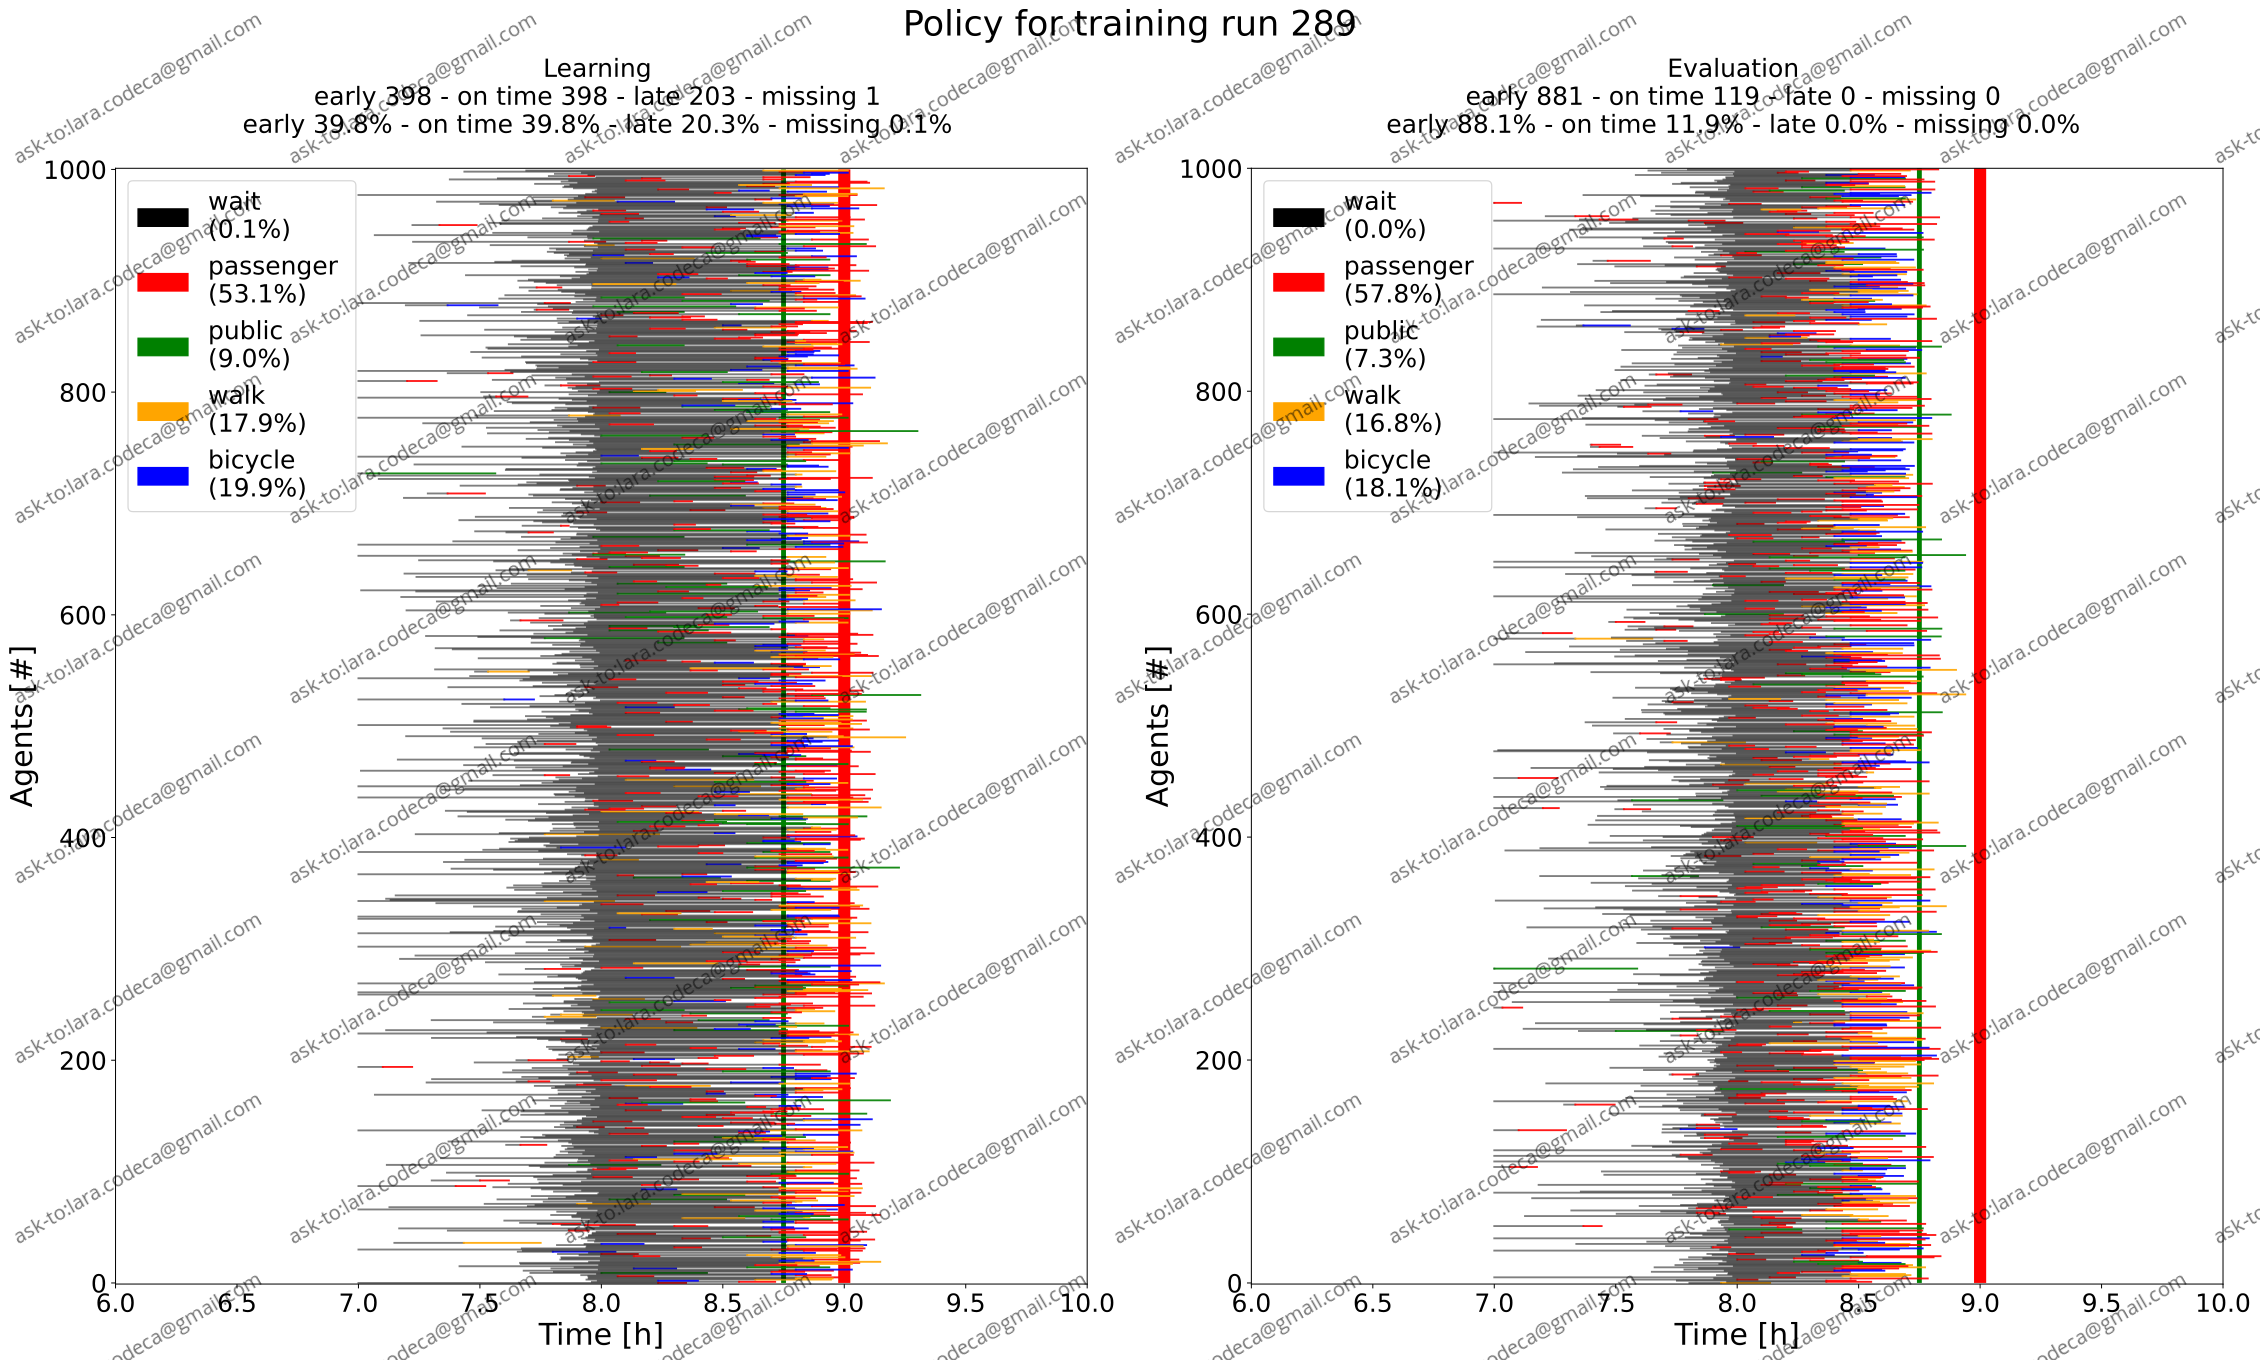 Policy for training run 289
Learning
early 398 - on time 398 - late 203 - missing 1
early 39.8% - on time 39.8% - late 20.3% - missing 0.1%
1000
800
600
400
200
0
6.0 6.5 7.0 7.5 8.0 8.5 9.0 9.5 10.0
Time [h]
Agents [#]
wait
(0.1%)
passenger
(53.1%)
public
(9.0%)
walk
(17.9%)
bicycle
(19.9%)
Evaluation
early 881 - on time 119 - late 0 - missing 0
early 88.1% - on time 11.9% - late 0.0% - missing 0.0%
1000
800
600
400
200
0
6.0 6.5 7.0 7.5 8.0 8.5 9.0 9.5 10.0
Time [h]
Agents [#]
wait
(0.0%)
passenger
(57.8%)
public
(7.3%)
walk
(16.8%)
bicycle
(18.1%)
ask-to:lara.codeca@gmail.com